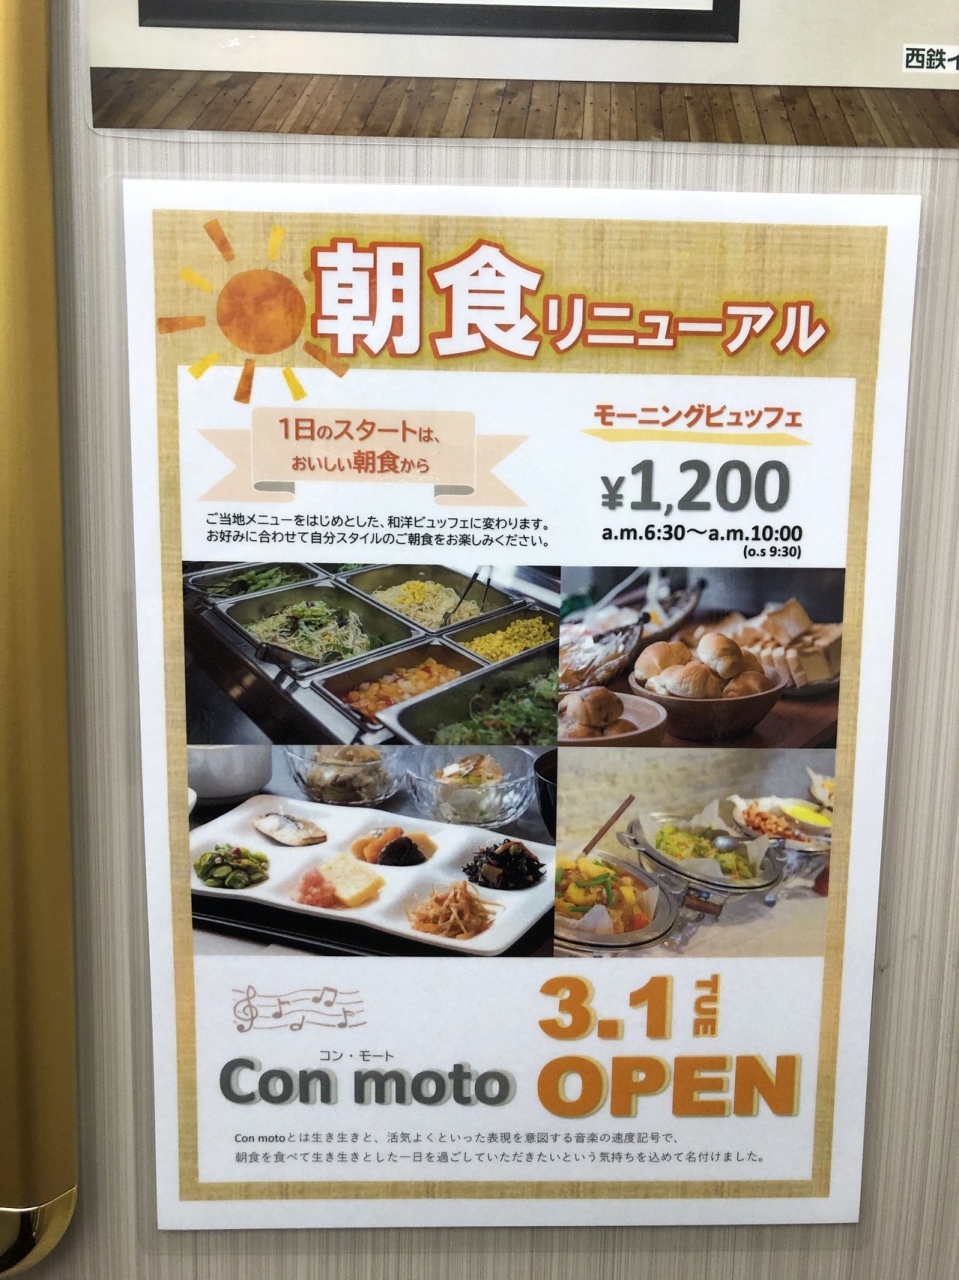 西鉄イ
朝食リニューアル
1日のスタートは、
おいしい朝食から
モーニングビュッフェ
¥1,200
a.m.6:30～a.m.10:00
(o.s 9:30)
ご当地メニューをはじめとした、和洋ビュッフェに変わります。
お好みに合わせて自分スタイルのご朝食をお楽しみください。
3.1 TUE
OPEN
コン・モート
Con moto
Con motoとは生き生きと、活気よくといった表現を意図する音楽の速度記号で、
朝食を食べて生き生きとした一日を過ごしていただきたいという気持ちを込めて名付けました。